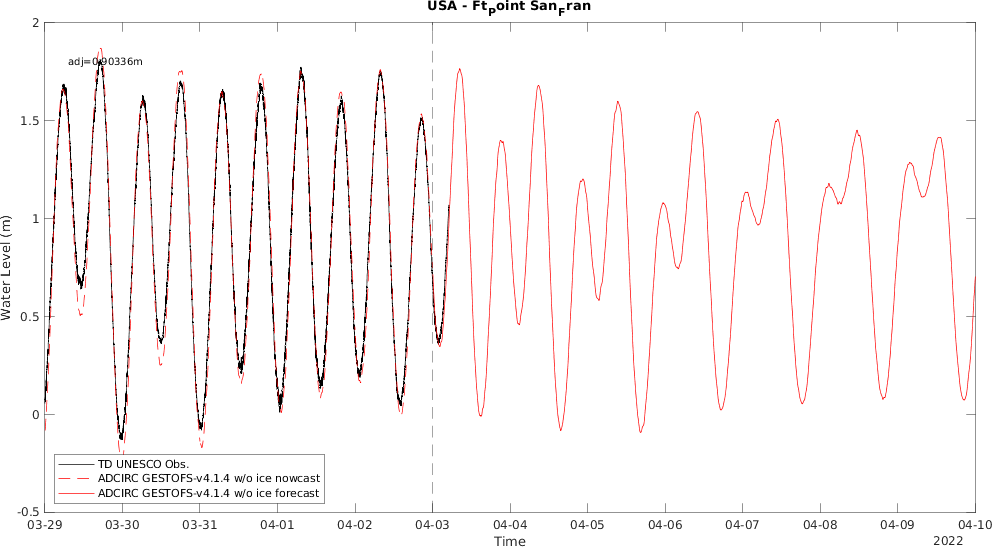 USA - FtPoint SanFran
adj=0.90336m
2
1.5
1
0.5
0
-0.5
Water Level (m)
TD UNESCO Obs.
ADCIRC GESTOFS-v4.1.4 w/o ice nowcast
ADCIRC GESTOFS-v4.1.4 w/o ice forecast
03-29 03-30 03-31 04-01 04-02 04-03 04-04 04-05 04-06 04-07 04-08 04-09 04-10
Time
2022